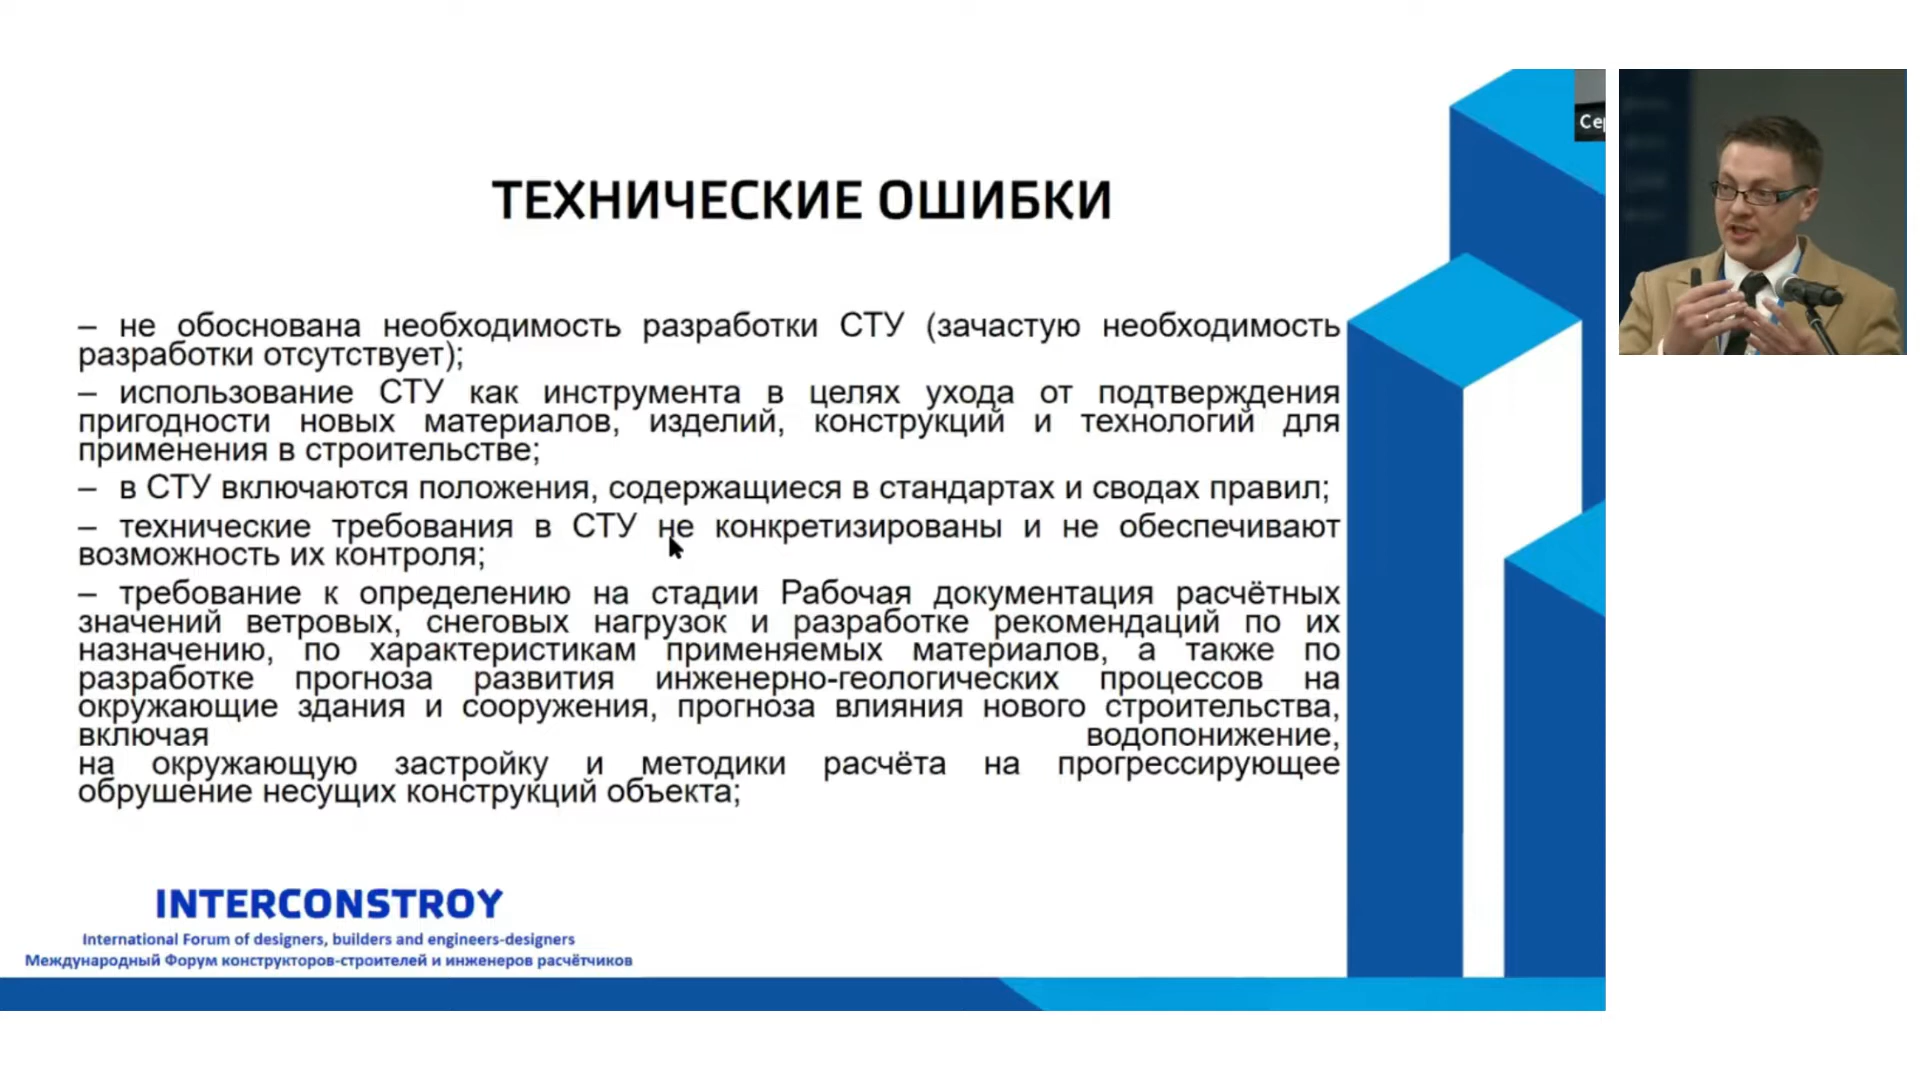 Се
ТЕХНИЧЕСКИЕ ОШИБКИ
– не обоснована необходимость разработки СТУ (зачастую необходимость
разработки отсутствует);
– использование СТУ как инструмента в целях ухода от подтверждения
пригодности новых материалов, изделий, конструкций и технологий для
применения в строительстве;
– в СТУ включаются положения, содержащиеся в стандартах и сводах правил;
– технические требования в СТУ не конкретизированы и не обеспечивают
возможность их контроля;
– требование к определению на стадии Рабочая документация расчётных
значений ветровых, снеговых нагрузок и разработке рекомендаций по их
назначению, по характеристикам применяемых материалов, а также по
разработке прогноза развития инженерно-геологических процессов на
окружающие здания и сооружения, прогноза влияния нового строительства,
включая водопонижение,
на окружающую застройку и методики расчёта на прогрессирующее
обрушение несущих конструкций объекта;
INTERCONSTROY
International Forum of designers, builders and engineers-designers
Международный Форум конструкторов-строителей и инженеров расчётчиков